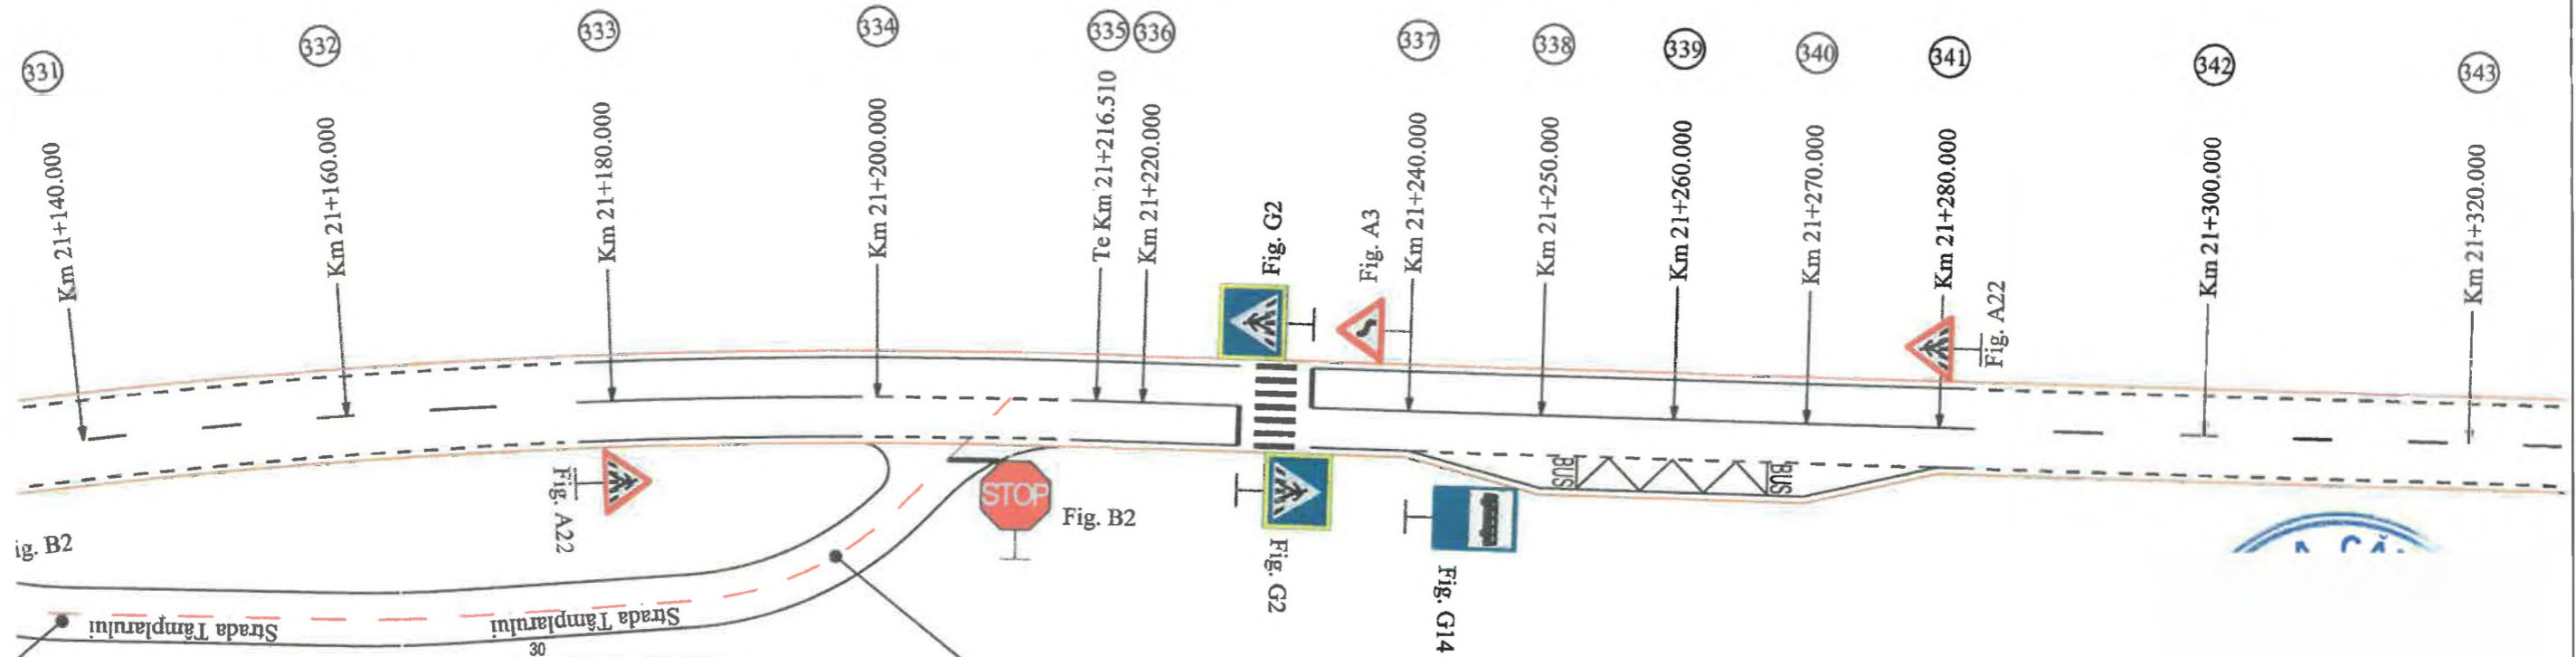 331
332
333
334
335
336
337
338
339
340
341
342
343
Km 21+140.000
Km 21+160.000
Km 21+180.000
Km 21+200.000
Te Km 21+216.510
Km 21+220.000
Km 21+240.000
Km 21+250.000
Km 21+260.000
Km 21+270.000
Km 21+280.000
Km 21+300.000
Km 21+320.000
Fig. G2
Fig. A3
Fig. A22
BUS
BUS
Fig. A22
STOP
Fig. B2
Fig. G2
Fig. G14
ig. B2
Strada Tâmplarului
Strada Tâmplarului
30